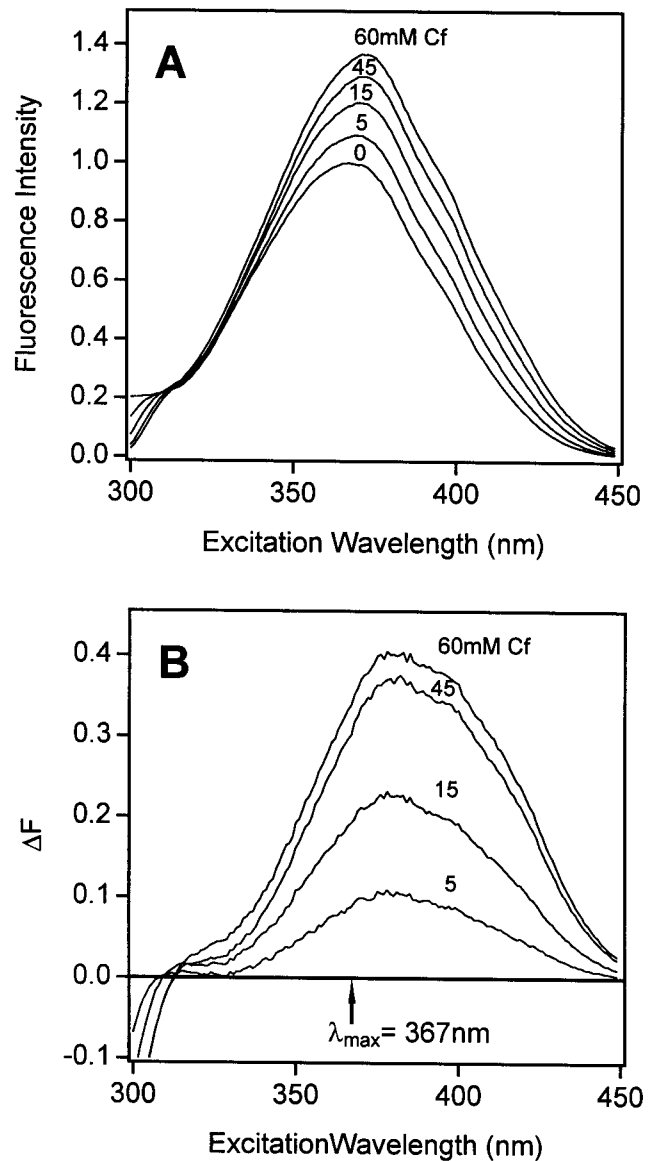 A
60mM Cf
45
15
5
0
1.4
1.2
1.0
0.8
0.6
0.4
0.2
0.0
Fluorescence Intensity
300 350 400 450
Excitation Wavelength (nm)
B
60mM Cf
45
15
5
0.4
0.3
0.2
0.1
0.0
-0.1
ΔF
λmax= 367nm
300 350 400 450
ExcitationWavelength (nm)